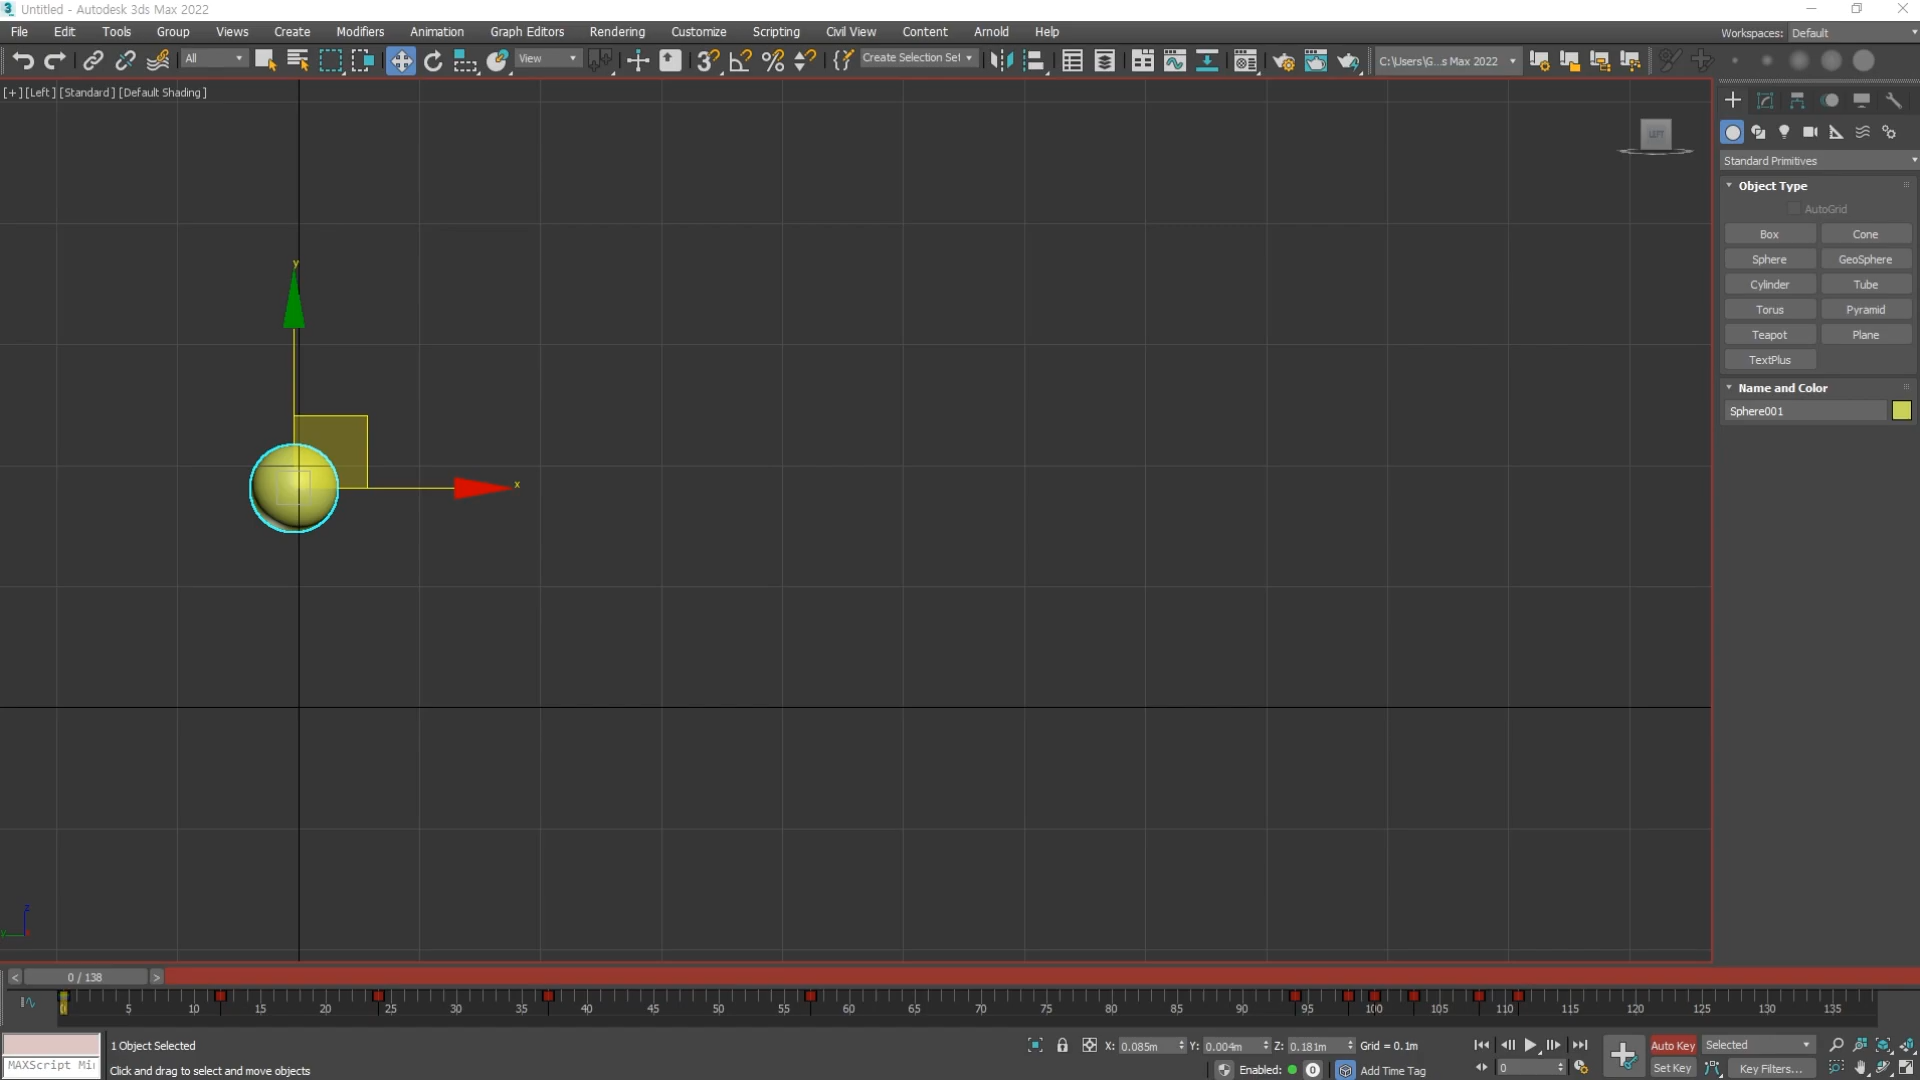 Untitled - Autodesk 3ds Max 2022
File Edit Tools Group Views Create Modifiers Animation Graph Editors Rendering Customize Scripting Civil View Content Arnold Help
Workspaces: Default
All
View
Create Selection Set
C:\Users\G...s Max 2022
[+] [Left] [Standard] [Default Shading]
LEFT
Standard Primitives
Object Type
AutoGrid
Box Cone
Sphere GeoSphere
Cylinder Tube
Torus Pyramid
Teapot Plane
TextPlus
Name and Color
Sphere001
y
x
z
y
< 0 / 138 >
0 5 10 15 20 25 30 35 40 45 50 55 60 65 70 75 80 85 90 95 100 105 110 115 120 125 130 135
1 Object Selected
X: 0.085m Y: 0.004m Z: 0.181m Grid = 0.1m
Auto Key Selected
MAXScript Mi
Click and drag to select and move objects
Enabled: 0 Add Time Tag
0
Set Key Key Filters...